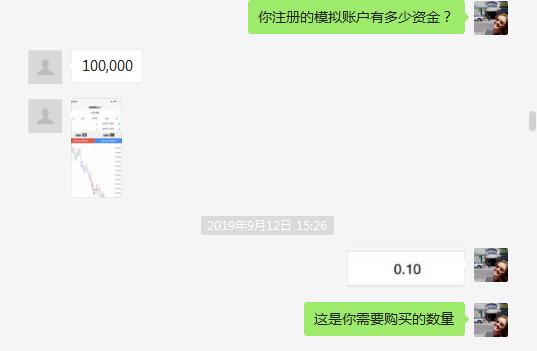 你注册的模拟账户有多少资金？
100,000
2019年9月12日 15:26
0.10
这是你需要购买的数量